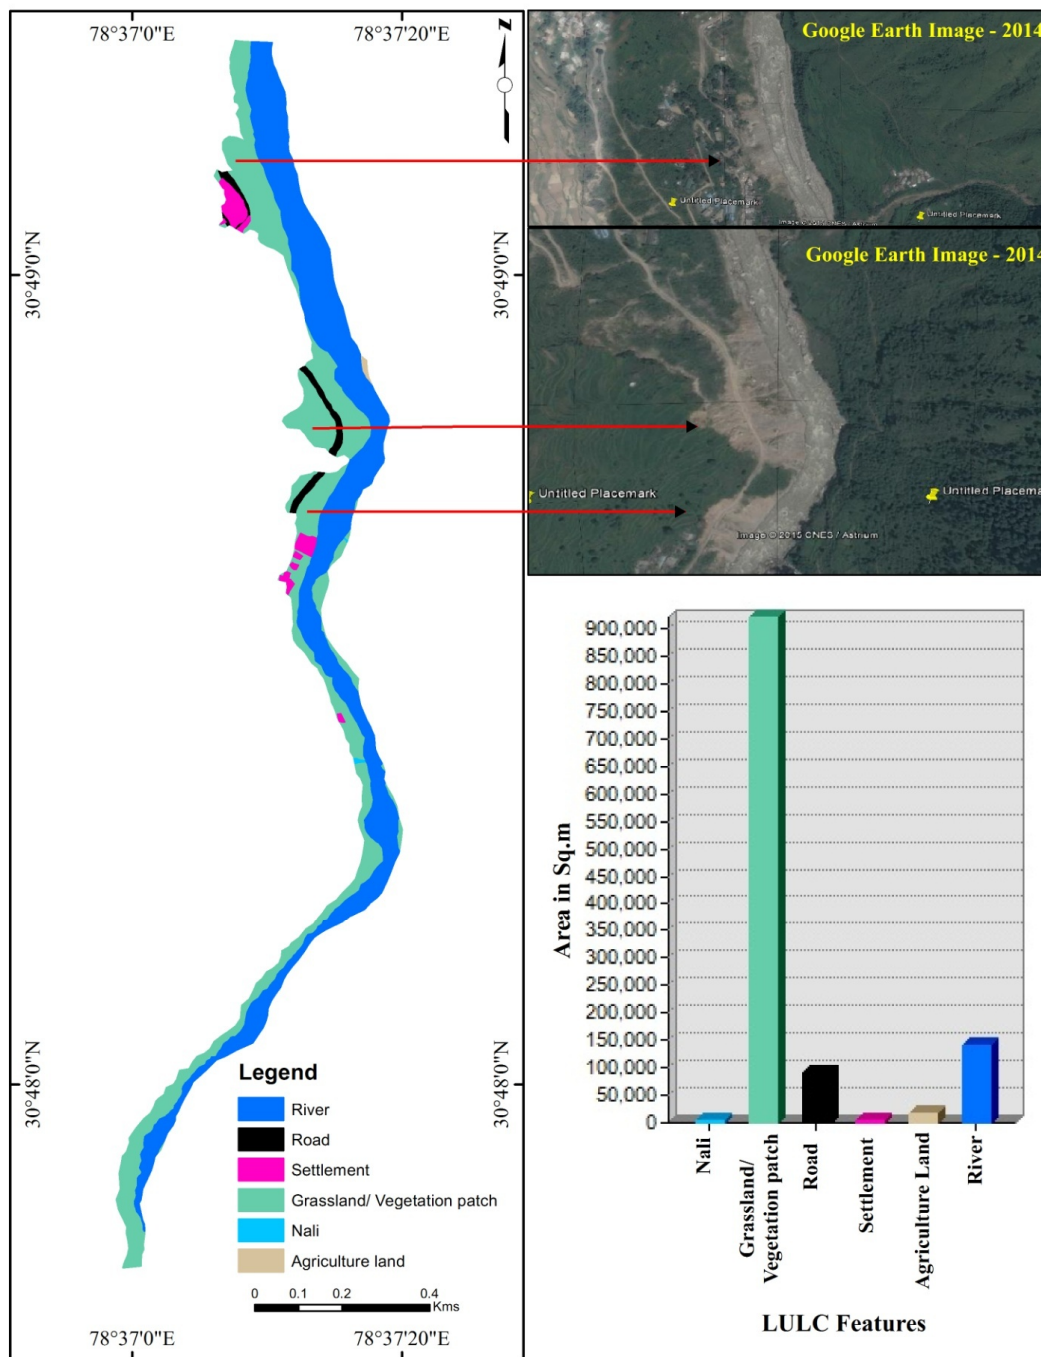 78°37'0"E
78°37'20"E
30°49'0"N
30°49'0"N
30°48'0"N
30°48'0"N
Legend
River
Road
Settlement
Grassland/ Vegetation patch
Nali
Agriculture land
0 0.1 0.2 0.4
Kms
78°37'0"E
78°37'20"E
Google Earth Image - 2014
Untitled Placemark
Untitled Placemark
Google Earth Image - 2014
Untitled Placemark
Untitled Placema
Image © 2015 CNES / Astrium
900,000
850,000
800,000
750,000
700,000
650,000
600,000
550,000
500,000
450,000
400,000
350,000
300,000
250,000
200,000
150,000
100,000
50,000
0
Area in Sq.m
Nali
Grassland/
Vegetation patch
Road
Settlement
Agriculture Land
River
LULC Features